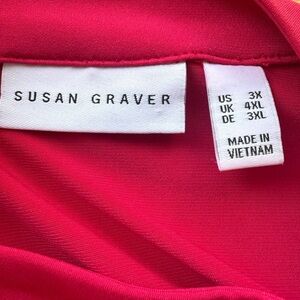 SUSAN GRAVER
US 3X
UK 4XL
DE 3XL
MADE IN
VIETNAM